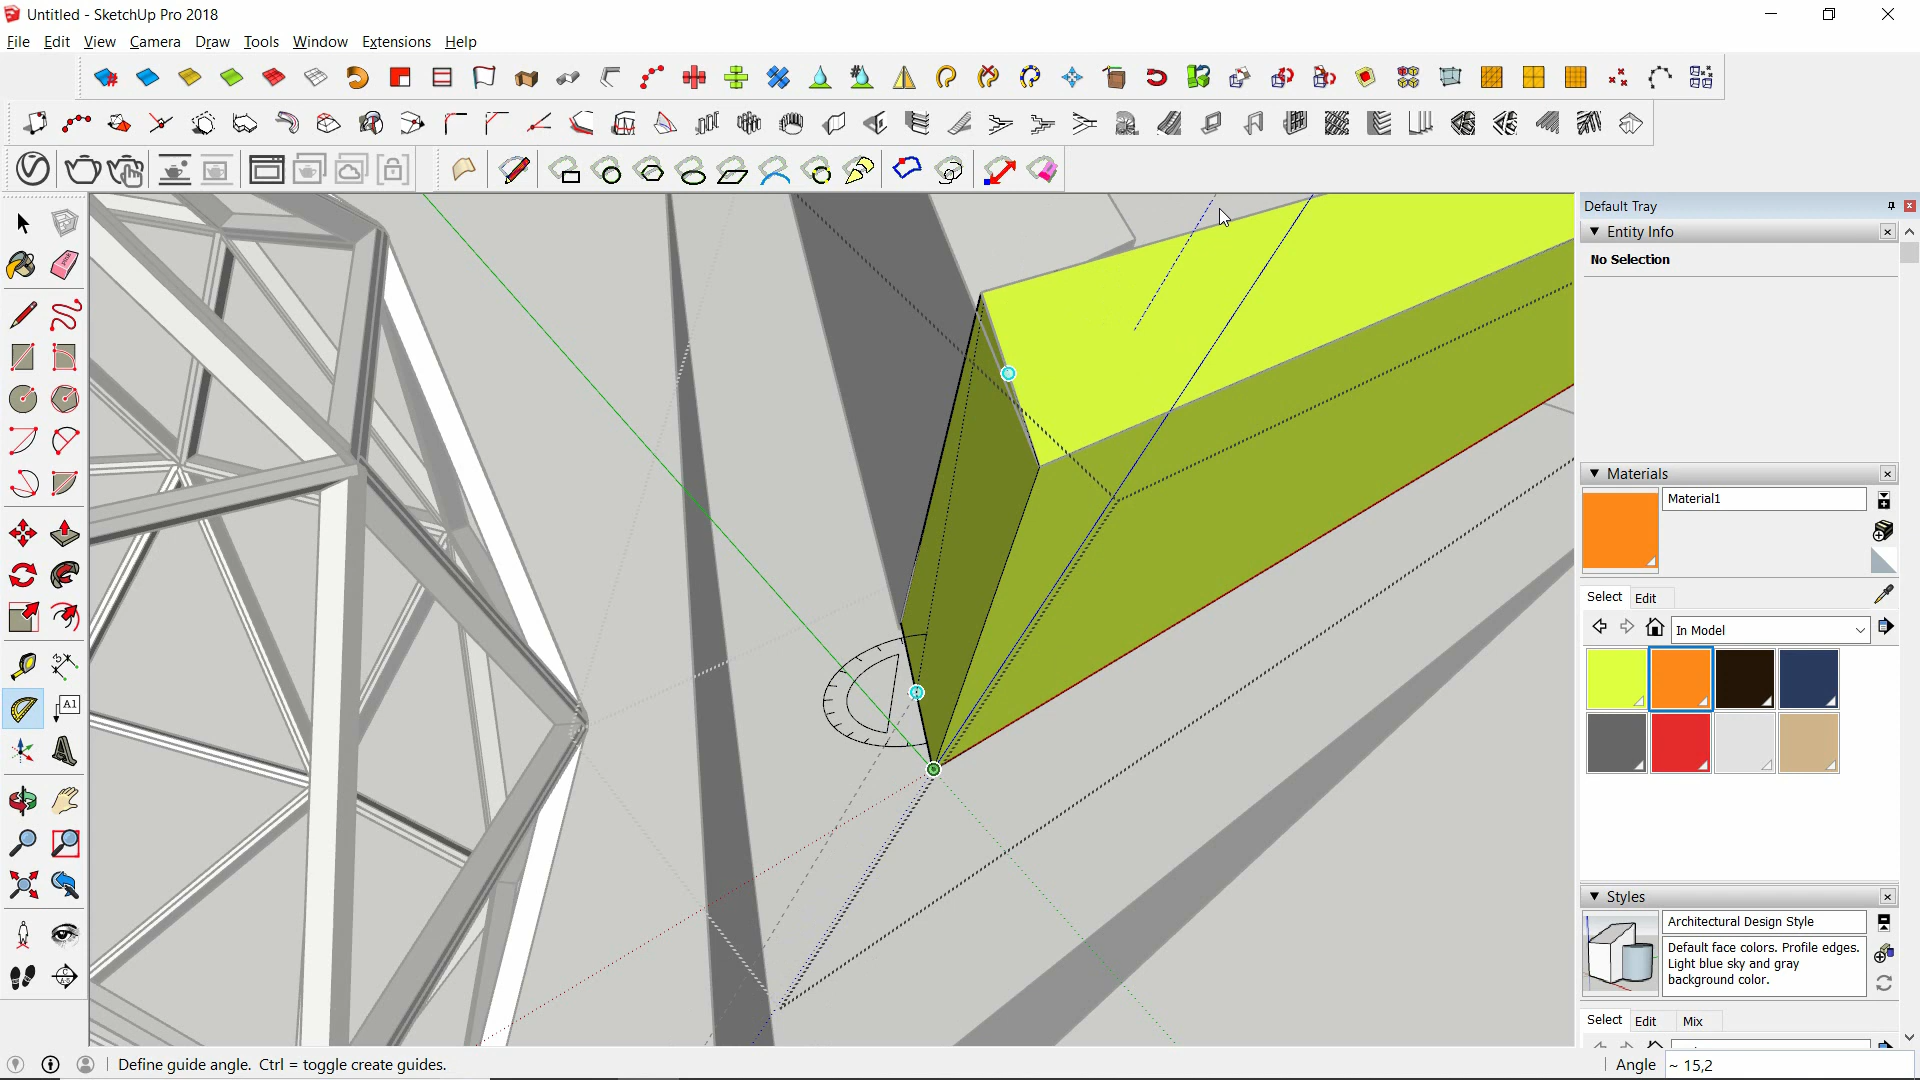 Untitled - SketchUp Pro 2018
File Edit View Camera Draw Tools Window Extensions Help
Default Tray
Entity Info
No Selection
Materials
Material1
Select Edit
In Model
Styles
Architectural Design Style
Default face colors. Profile edges. Light blue sky and gray background color.
Select Edit Mix
Define guide angle. Ctrl = toggle create guides.
Angle ~ 15,2
A1